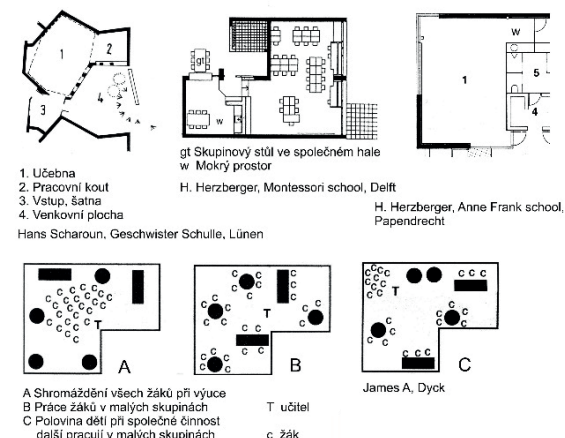 1
2
3
4
gt
w
w
1
5
4
gt Skupinový stůl ve společném hale
w Mokrý prostor
1. Učebna
2. Pracovní kout
3. Vstup, šatna
4. Venkovní plocha
H. Herzberger, Montessori school, Delft
H. Herzberger, Anne Frank school,
Papendrecht
Hans Scharoun, Geschwister Schulle, Lünen
T
A
T
B
T
C
James A, Dyck
A Shromáždění všech žáků při výuce
B Práce žáků v malých skupinách
T učitel
C Polovina dětí při společné činnost
další pracují v malých skupinách
c žák